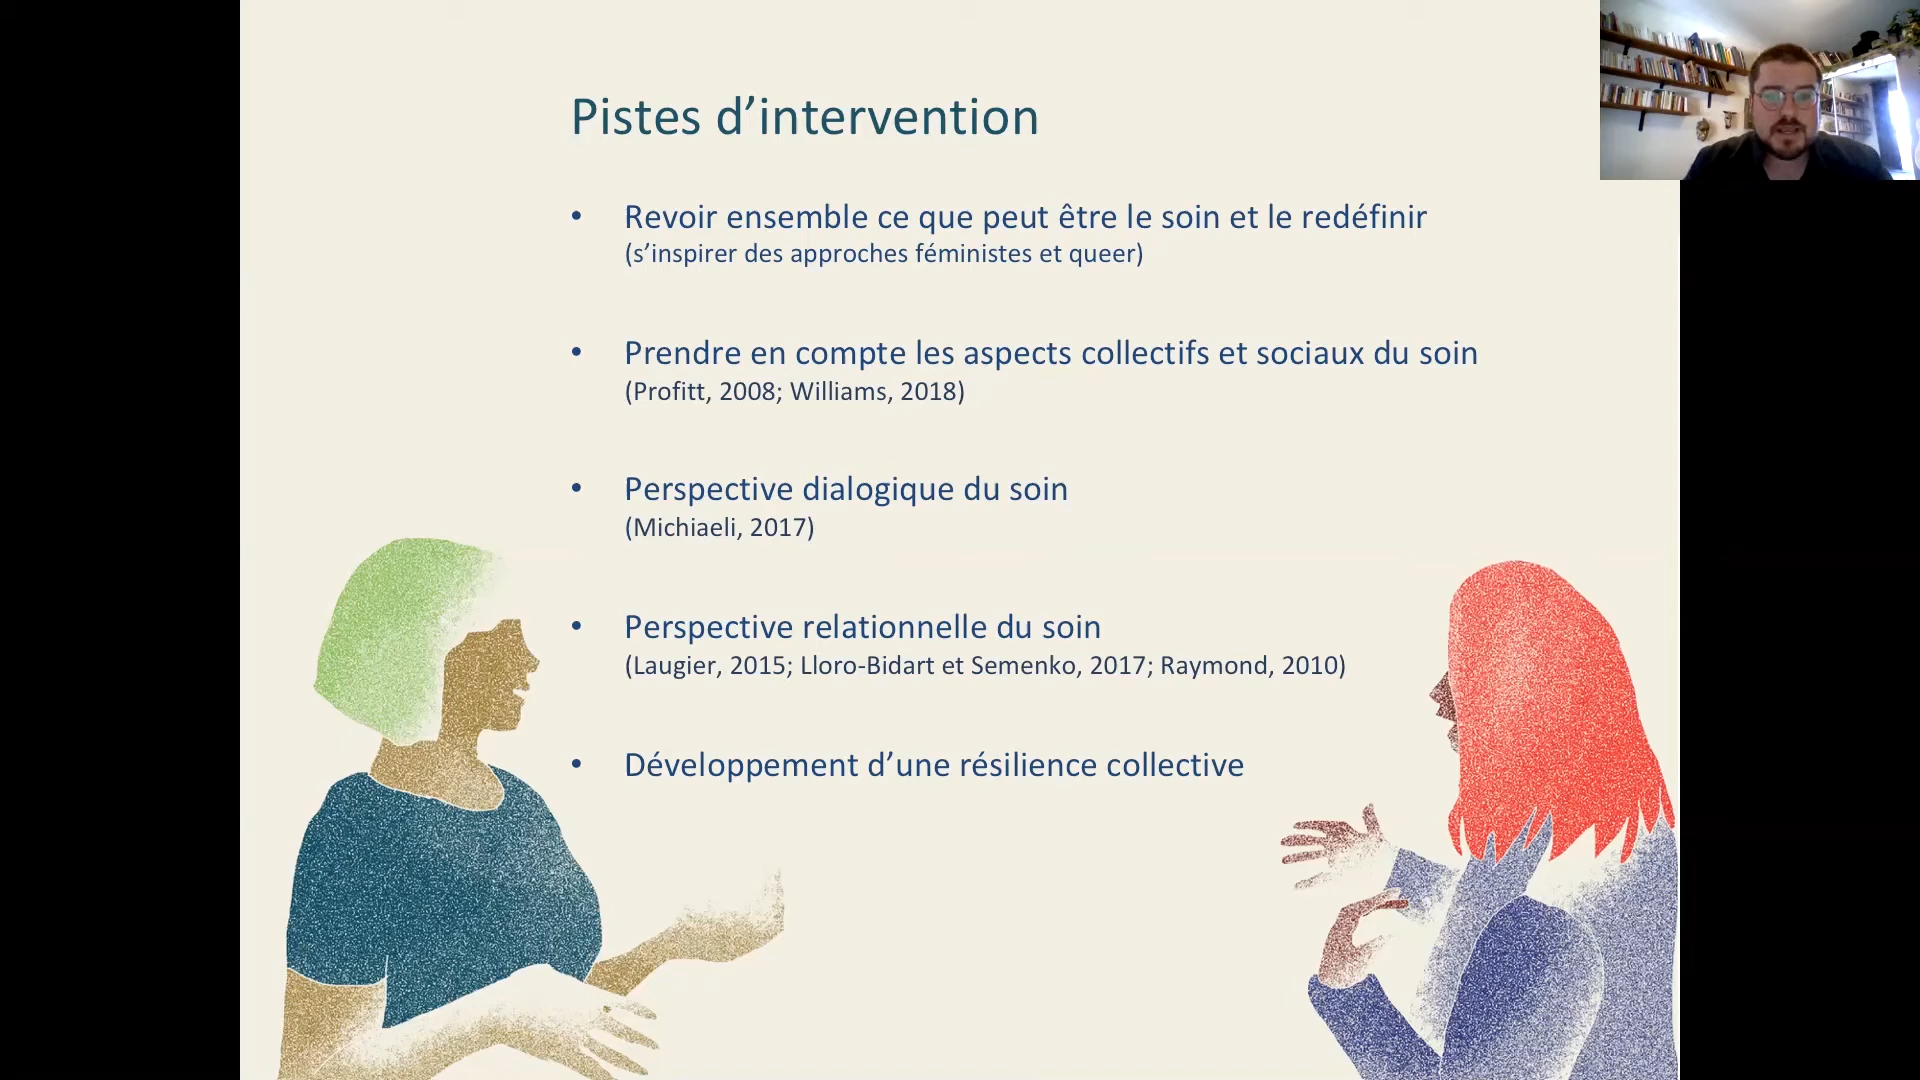 Pistes d’intervention
• Revoir ensemble ce que peut être le soin et le redéfinir
(s’inspirer des approches féministes et queer)
• Prendre en compte les aspects collectifs et sociaux du soin
(Profitt, 2008; Williams, 2018)
• Perspective dialogique du soin
(Michiaeli, 2017)
• Perspective relationnelle du soin
(Laugier, 2015; Lloro-Bidart et Semenko, 2017; Raymond, 2010)
• Développement d’une résilience collective